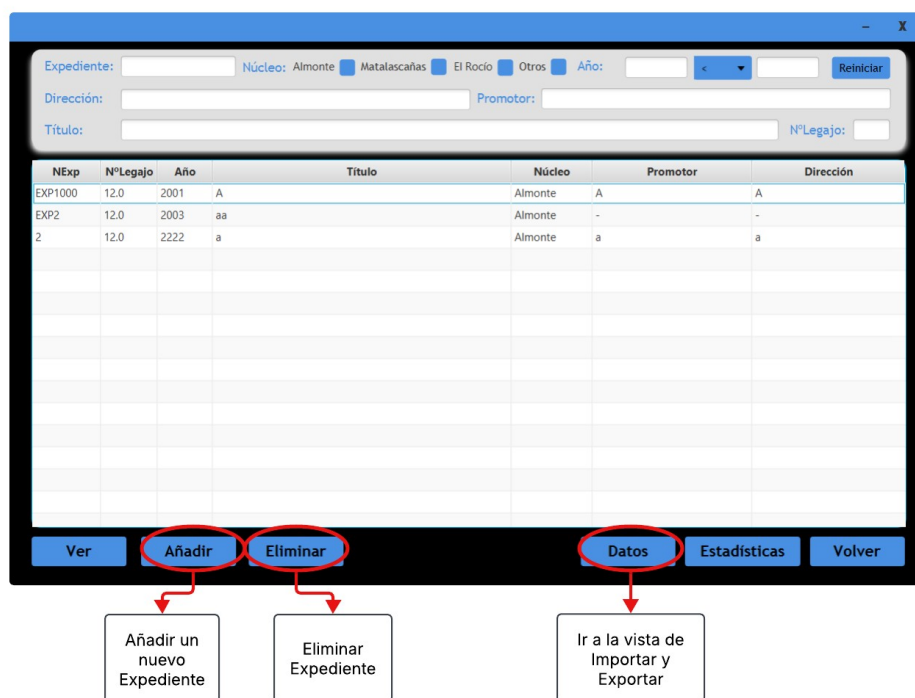 – X
Expediente: Núcleo: Almonte Matalascañas El Rocío Otros Año: < Reiniciar
Dirección: Promotor:
Título: NºLegajo:
NExp NºLegajo Año Título Núcleo Promotor Dirección
EXP1000 12.0 2001 A Almonte A A
EXP2 12.0 2003 aa Almonte - -
2 12.0 2222 a Almonte a a
Ver Añadir Eliminar Datos Estadísticas Volver
Añadir un
nuevo
Expediente
Eliminar
Expediente
Ir a la vista de
Importar y
Exportar